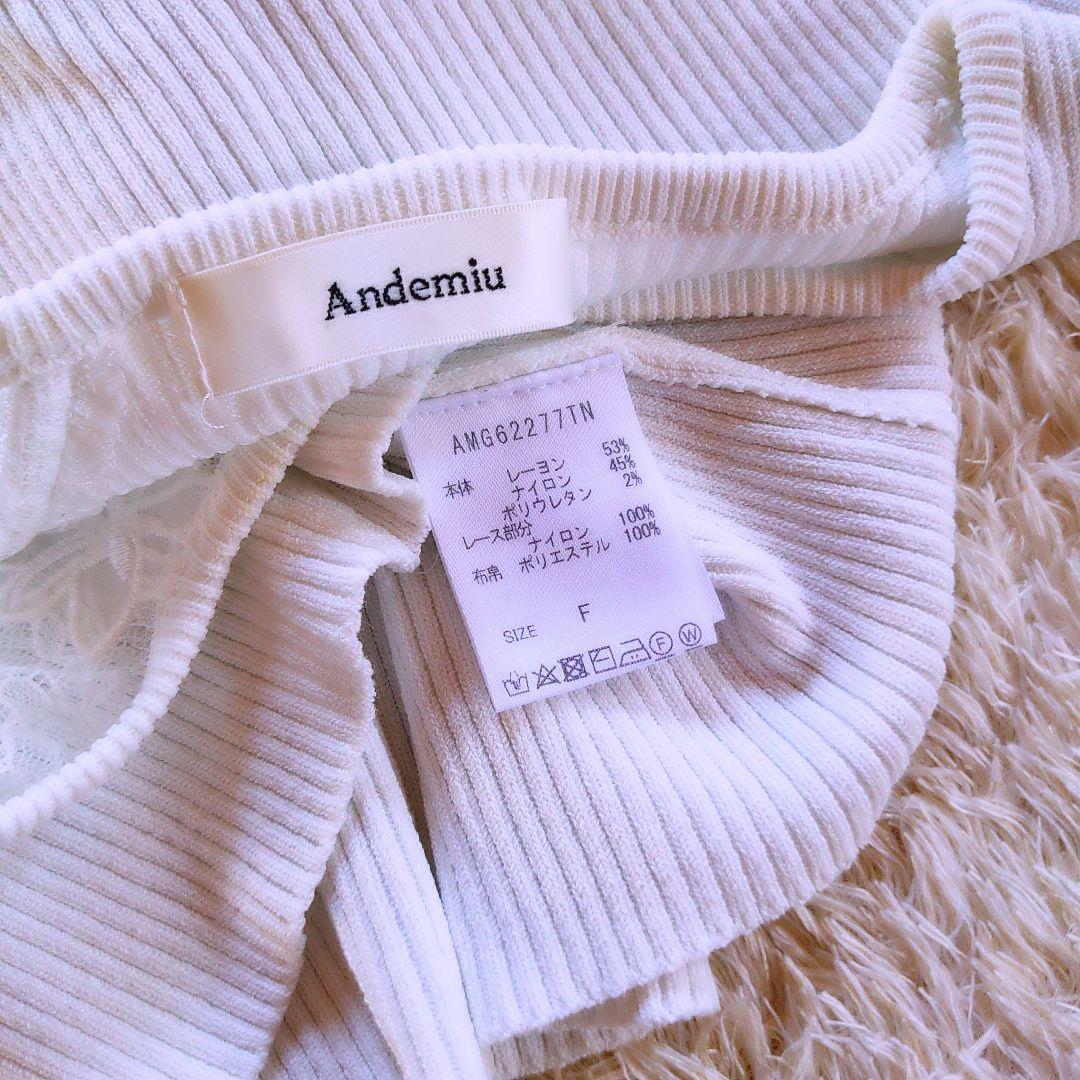 Andemiu
AMG62277TN
本体 レーヨン 53%
ナイロン 45%
ポリウレタン 2%
レース部分 ナイロン 100%
布帛 ポリエステル 100%
SIZE F
F W